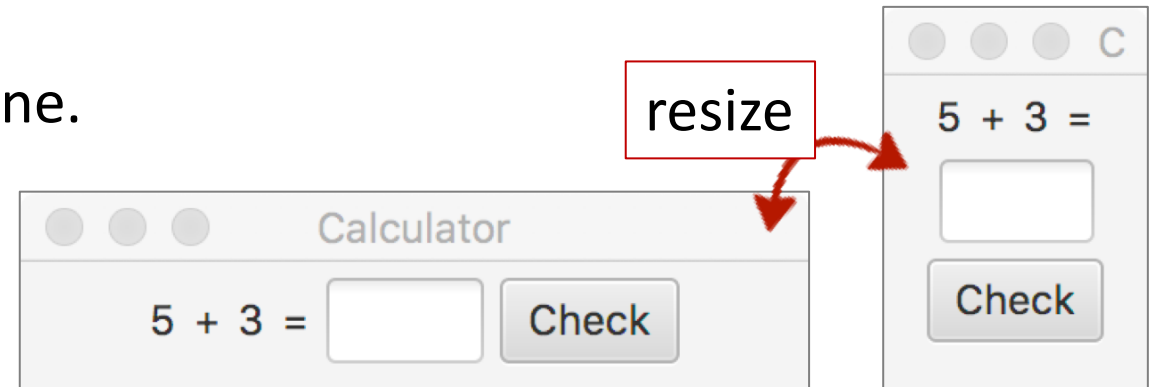 ne.
resize
Calculator
5 + 3 =
Check
C
5 + 3 =
Check